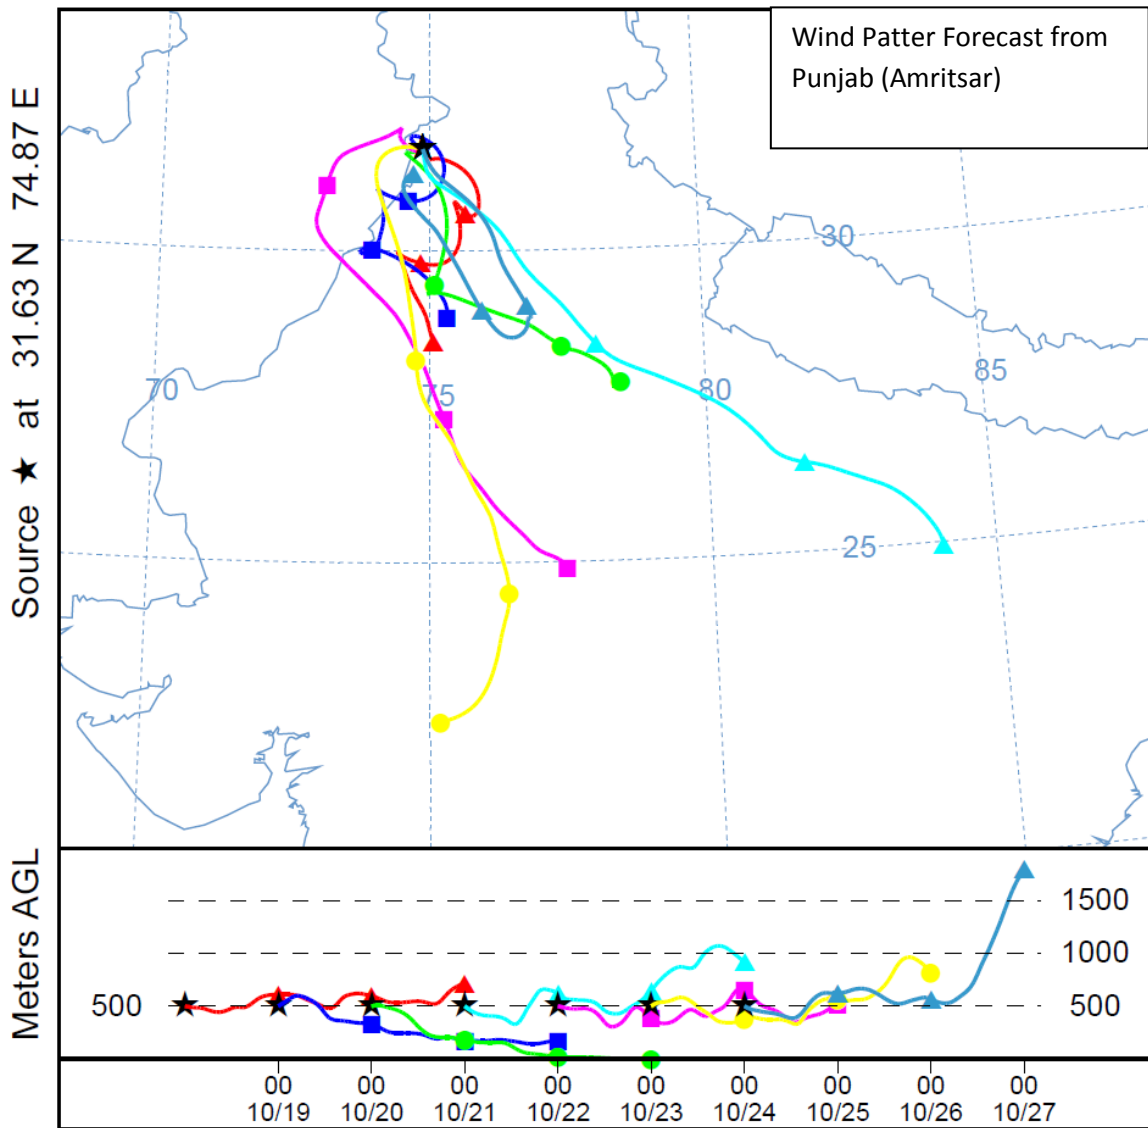 Wind Patter Forecast from
Punjab (Amritsar)
Source ★ at 31.63 N 74.87 E
30
70
75
80
85
25
Meters AGL
1500
1000
500
500
00 00 00 00 00 00 00 00 00
10/19 10/20 10/21 10/22 10/23 10/24 10/25 10/26 10/27